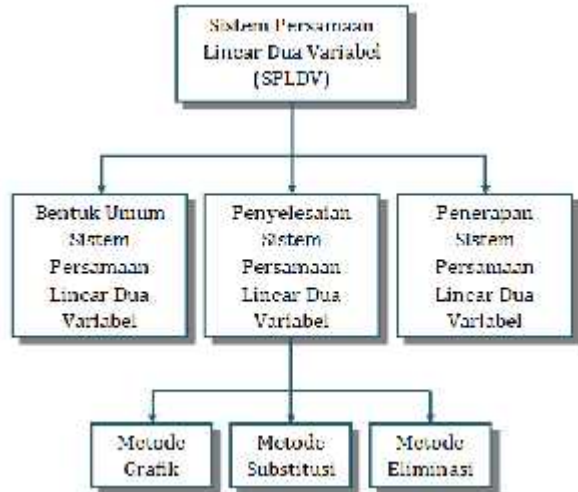 Sistem Persamaan
Linear Dua Variabel
(SPLDV)
Bentuk Umum
Sistem
Persamaan
Linear Dua
Variabel
Penyelesaian
Sistem
Persamaan
Linear Dua
Variabel
Penerapan
Sistem
Persamaan
Linear Dua
Variabel
Metode
Grafik
Metode
Substitusi
Metode
Eliminasi